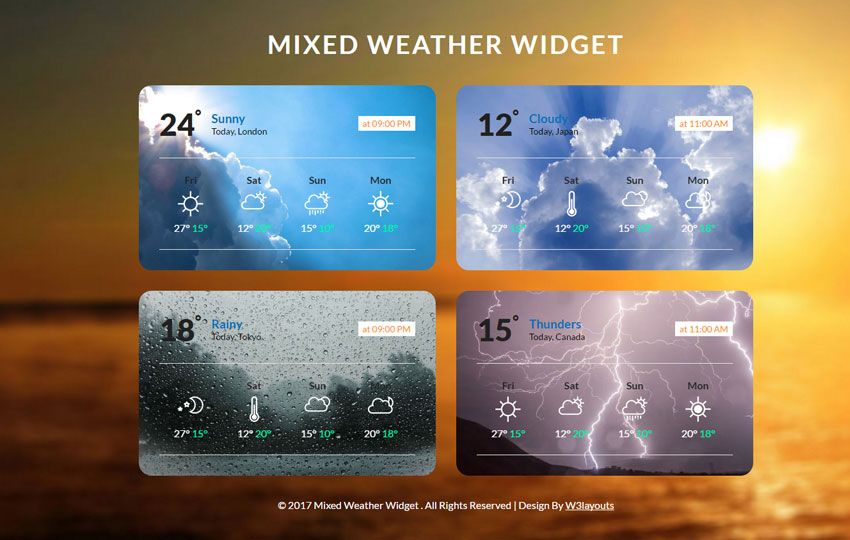 MIXED WEATHER WIDGET
24° Sunny
Today, London
at 09:00 PM
Fri Sat Sun Mon
27° 15° 12° 20° 15° 10° 20° 18°
12° Cloudy
Today, Japan
at 11:00 AM
Fri Sat Sun Mon
27° 15° 12° 20° 15° 10° 20° 18°
18° Rainy
Today, Tokyo
at 09:00 PM
Sat Sun Mon
27° 15° 12° 20° 15° 10° 20° 18°
15° Thunders
Today, Canada
at 11:00 AM
Fri Sat Sun Mon
27° 15° 12° 20° 15° 10° 20° 18°
© 2017 Mixed Weather Widget . All Rights Reserved | Design By W3layouts